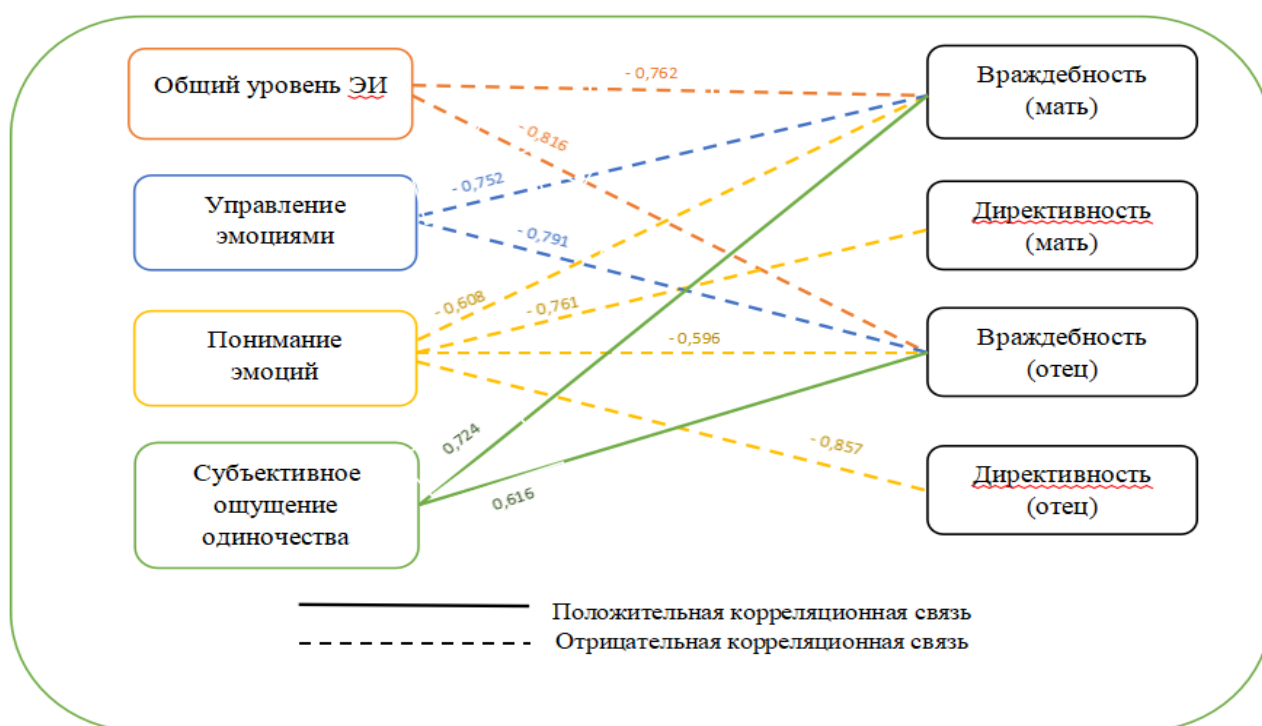 Общий уровень ЭИ
Управление
эмоциями
Понимание
эмоций
Субъективное
ощущение
одиночества
- 0,762
- 0,816
- 0,752
- 0,791
- 0,608
- 0,761
- 0,596
- 0,857
0,724
0,616
Враждебность
(мать)
Директивность
(мать)
Враждебность
(отец)
Директивность
(отец)
Положительная корреляционная связь
Отрицательная корреляционная связь